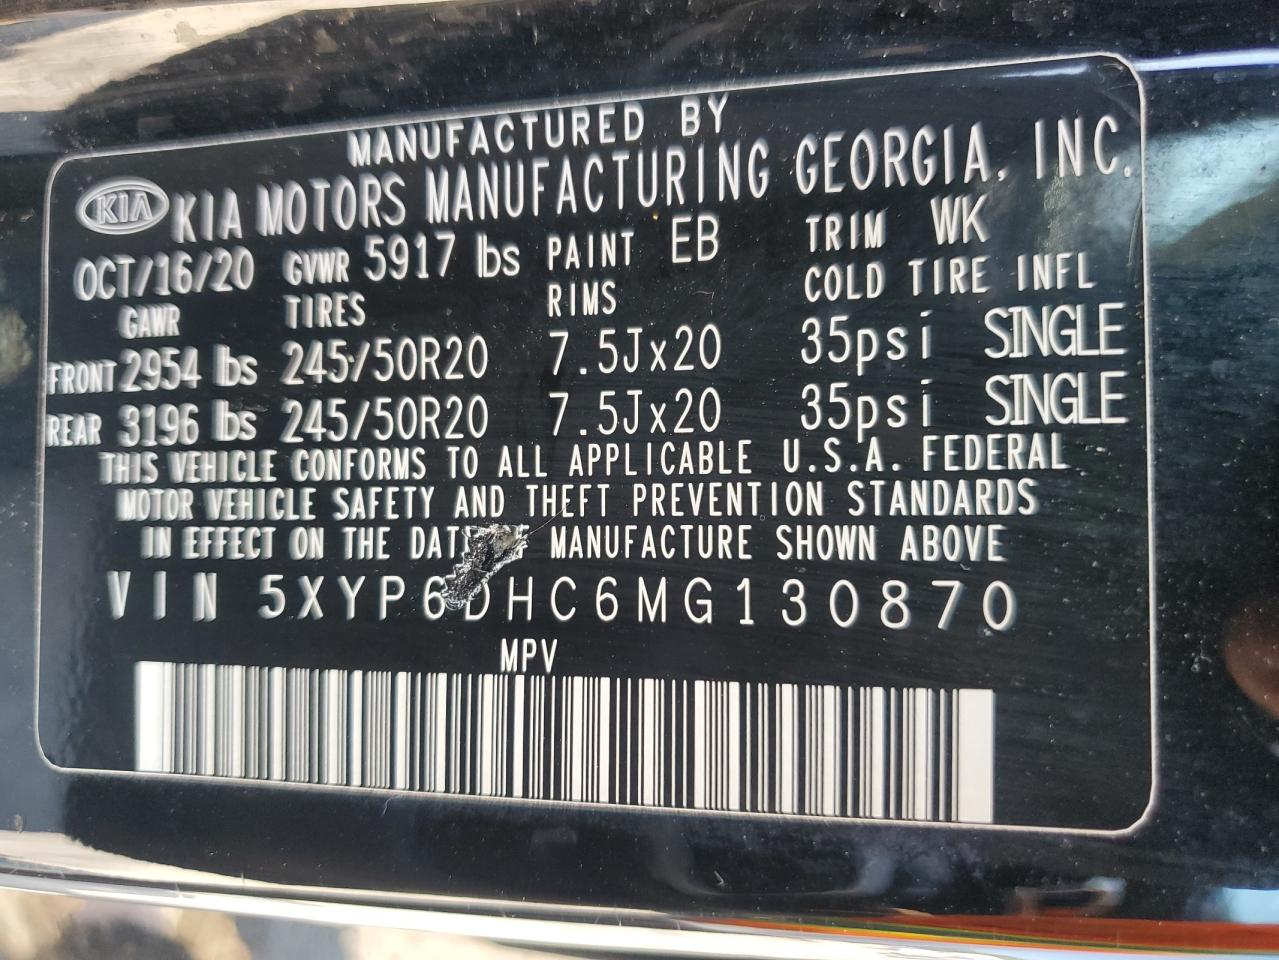 MANUFACTURED BY
KIA KIA MOTORS MANUFACTURING GEORGIA, INC.
OCT/16/20 GVWR 5917 lbs PAINT EB TRIM WK
GAWR TIRES RIMS COLD TIRE INFL
FRONT 2954 lbs 245/50R20 7.5Jx20 35psi SINGLE
REAR 3196 lbs 245/50R20 7.5Jx20 35psi SINGLE
THIS VEHICLE CONFORMS TO ALL APPLICABLE U.S.A. FEDERAL
MOTOR VEHICLE SAFETY AND THEFT PREVENTION STANDARDS
IN EFFECT ON THE MANUFACTURE SHOWN ABOVE
VIN 5XYP6DHC6MG130870
MPV